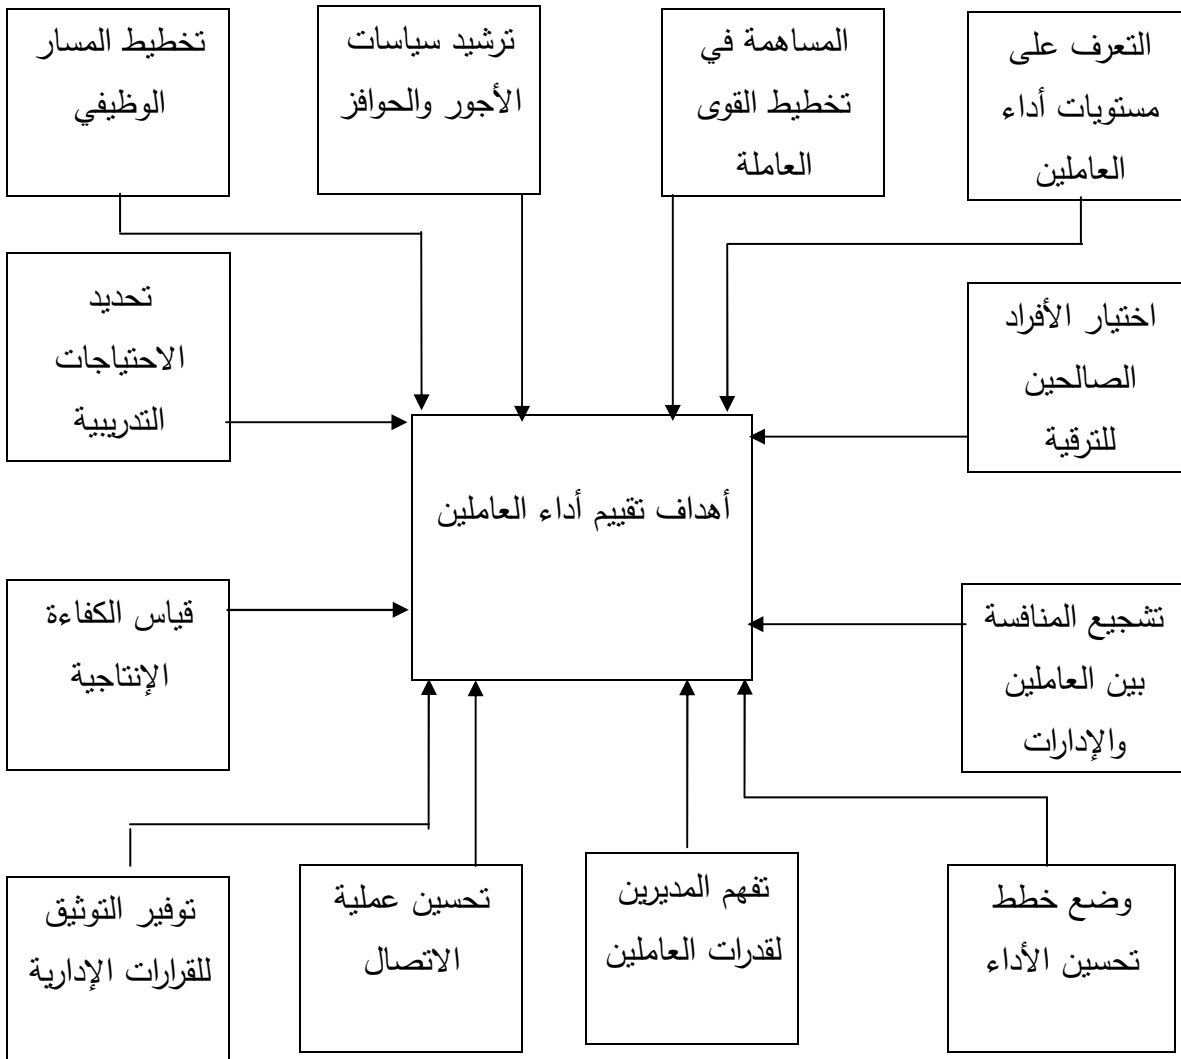 التعرف على
مستويات أداء
العاملين
المساهمة في
تخطيط القوى
العاملة
ترشيد سياسات
الأجور والحوافز
تخطيط المسار
الوظيفي
اختيار الأفراد
الصالحين
للترقية
تحديد
الاحتياجات
التدريبية
أهداف تقييم أداء العاملين
تشجيع المنافسة
بين العاملين
والإدارات
قياس الكفاءة
الإنتاجية
وضع خطط
تحسين الأداء
تفهم المديرين
لقدرات العاملين
تحسين عملية
الاتصال
توفير التوثيق
للقرارات الإدارية